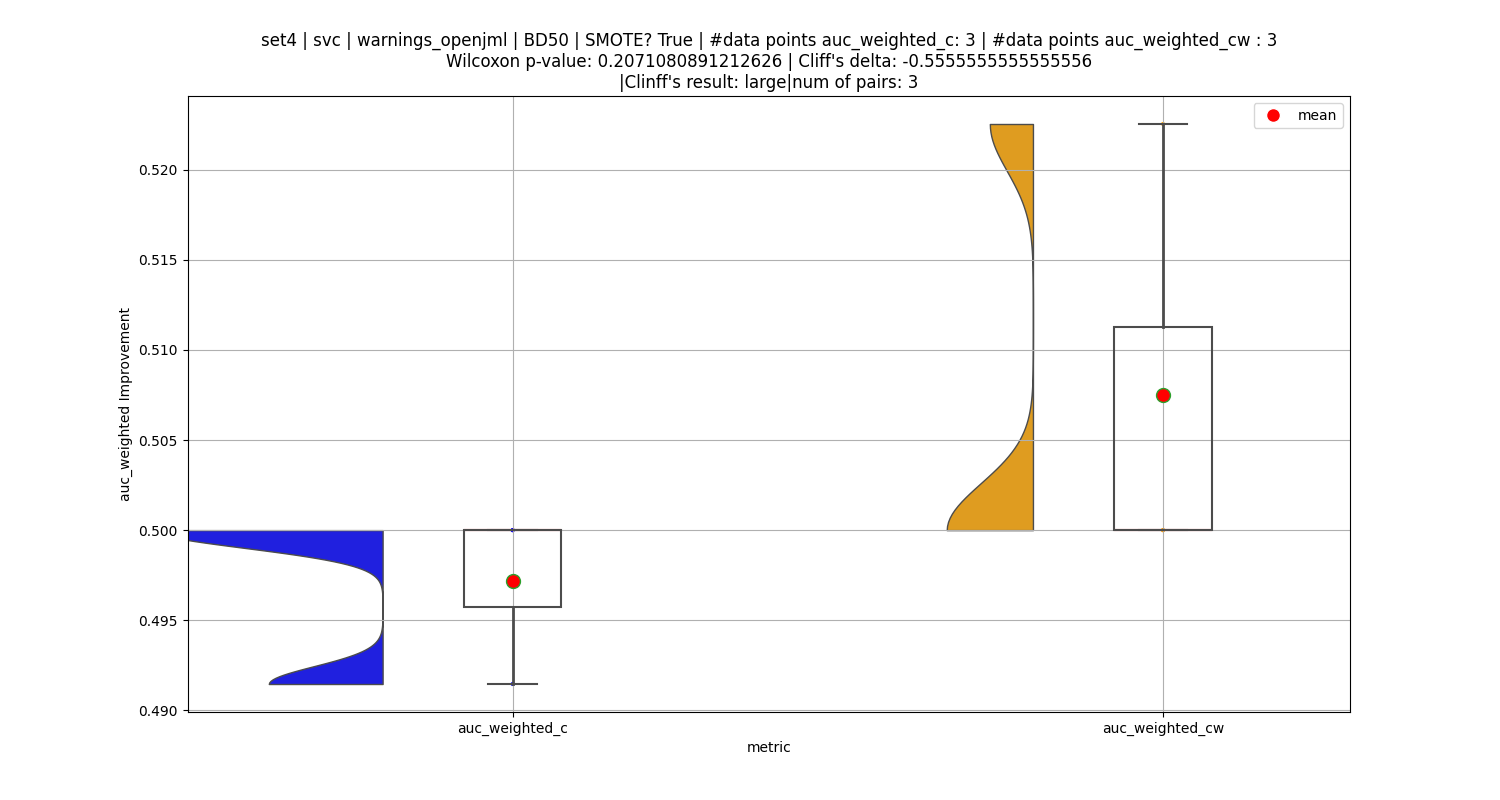 set4 | svc | warnings_openjml | BD50 | SMOTE? True | #data points auc_weighted_c: 3 | #data points auc_weighted_cw : 3
Wilcoxon p-value: 0.2071080891212626 | Cliff's delta: -0.5555555555555556
|Clinff's result: large|num of pairs: 3
mean
0.520
0.515
0.510
0.505
0.500
0.495
0.490
auc_weighted Improvement
auc_weighted_c
auc_weighted_cw
metric